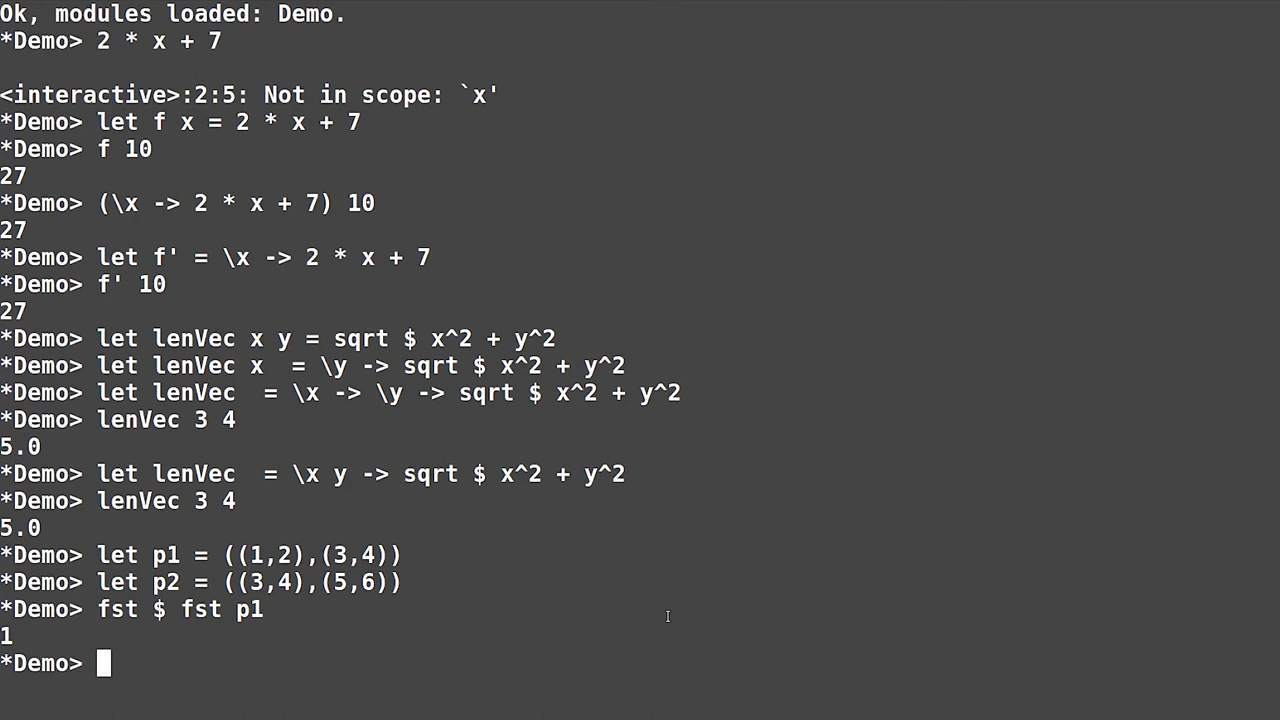 Ok, modules loaded: Demo.
*Demo> 2 * x + 7
<interactive>:2:5: Not in scope: `x'
*Demo> let f x = 2 * x + 7
*Demo> f 10
27
*Demo> (\x -> 2 * x + 7) 10
27
*Demo> let f' = \x -> 2 * x + 7
*Demo> f' 10
27
*Demo> let lenVec x y = sqrt $ x^2 + y^2
*Demo> let lenVec x  = \y -> sqrt $ x^2 + y^2
*Demo> let lenVec  = \x -> \y -> sqrt $ x^2 + y^2
*Demo> lenVec 3 4
5.0
*Demo> let lenVec  = \x y -> sqrt $ x^2 + y^2
*Demo> lenVec 3 4
5.0
*Demo> let p1 = ((1,2),(3,4))
*Demo> let p2 = ((3,4),(5,6))
*Demo> fst $ fst p1
1
*Demo>